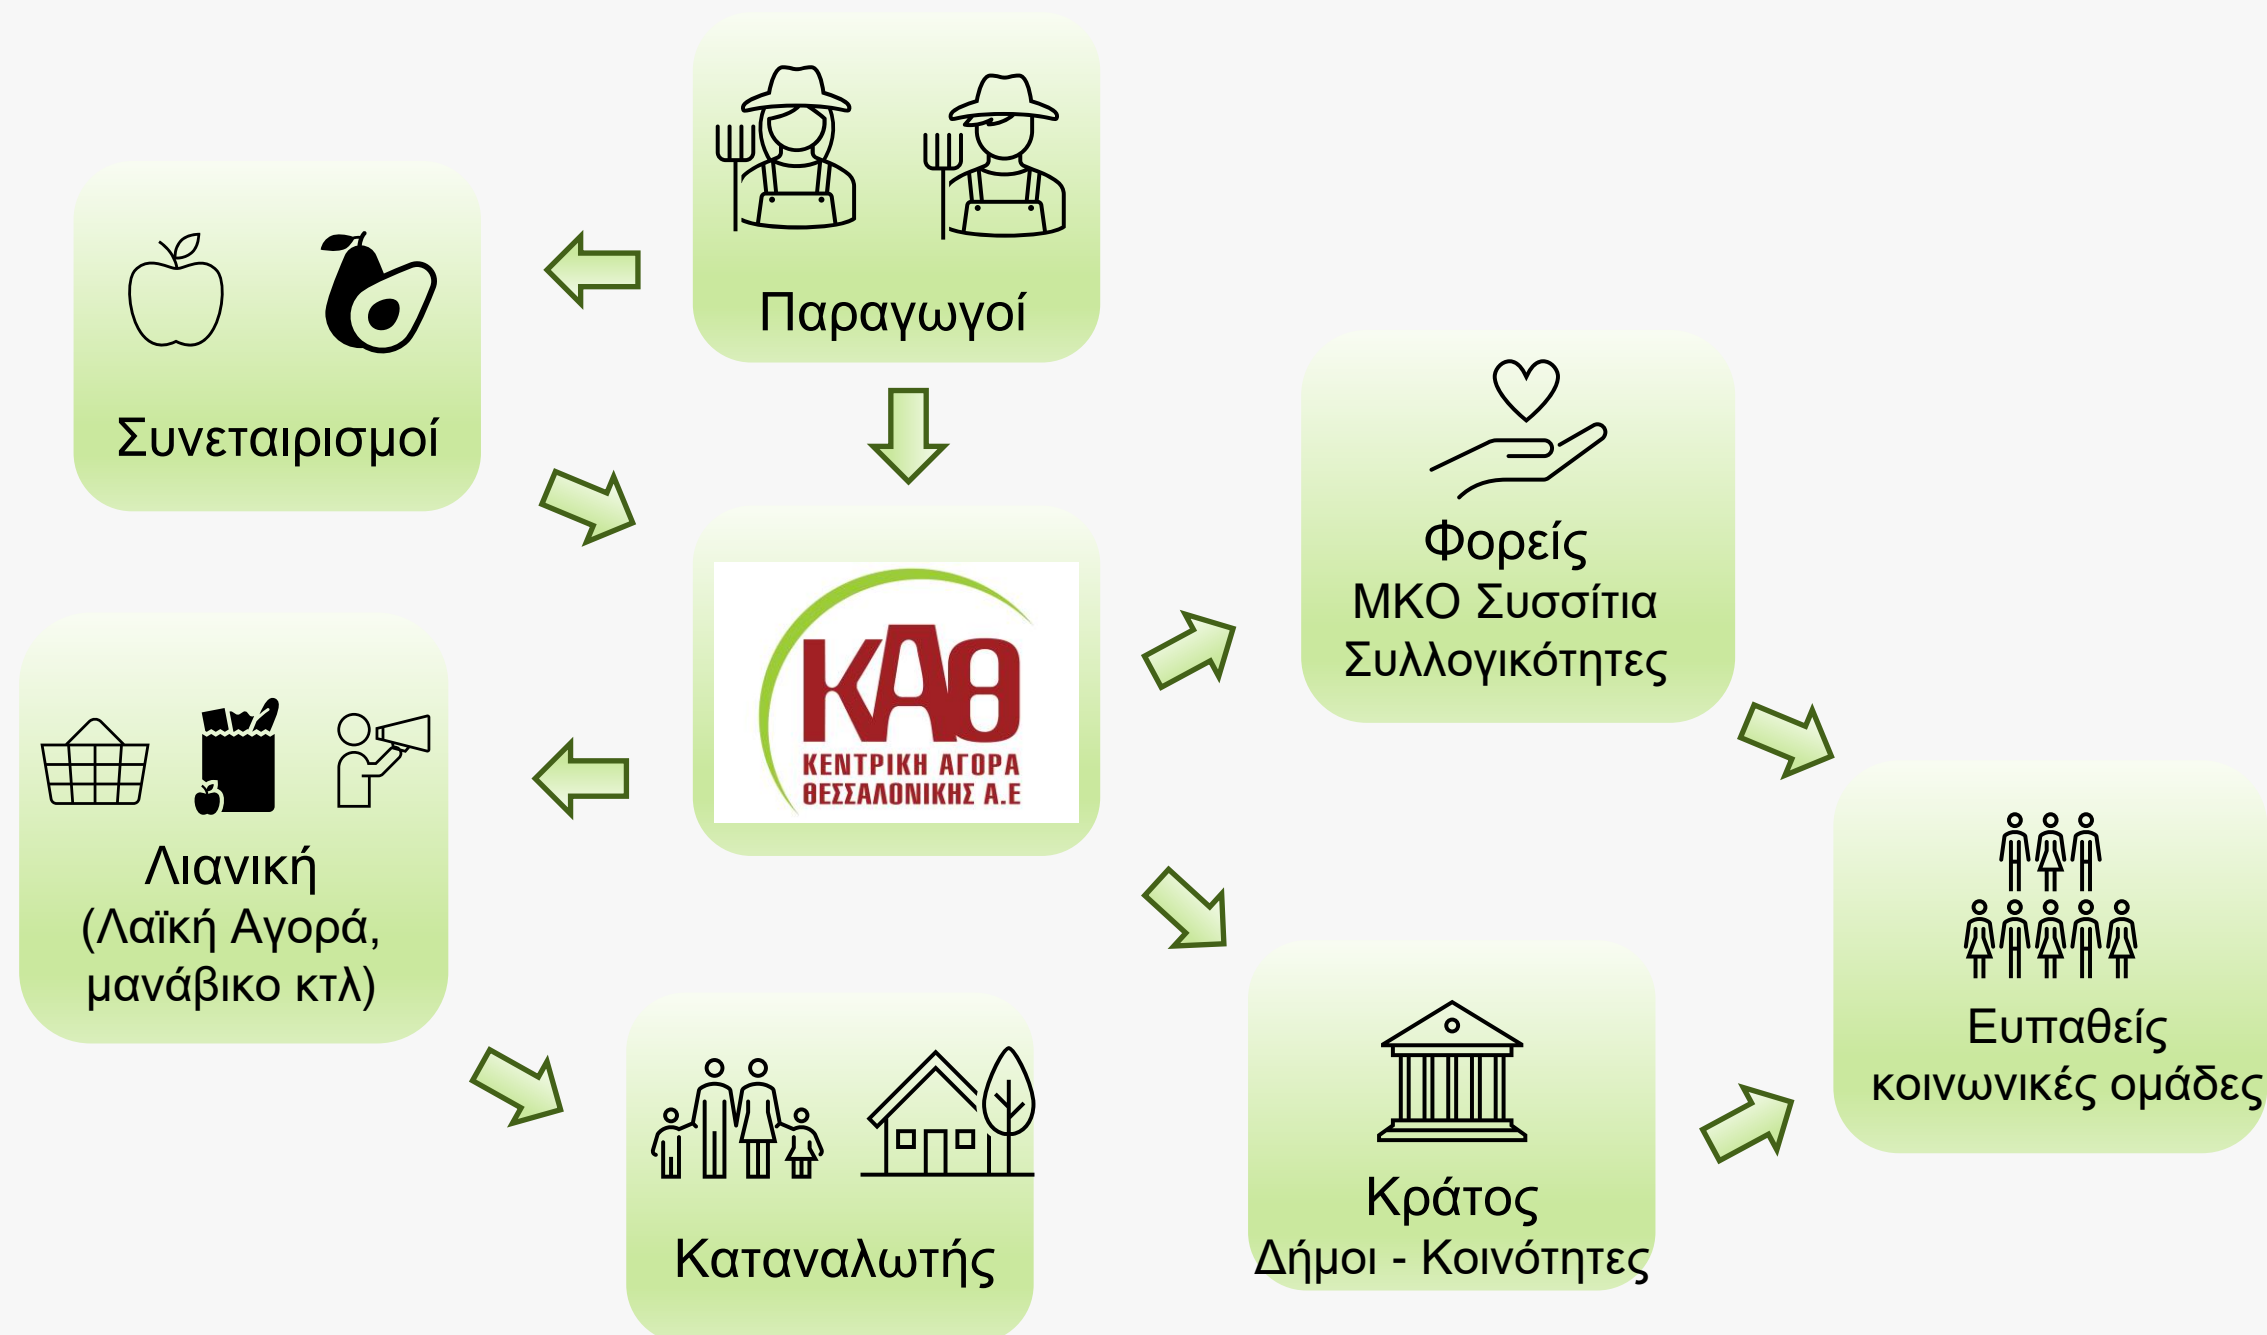 Παραγωγοί
Συνεταιρισμοί
Φορείς
ΜΚΟ Συσσίτια
Συλλογικότητες
ΚΑΘ
ΚΕΝΤΡΙΚΗ ΑΓΟΡΑ
ΘΕΣΣΑΛΟΝΙΚΗΣ Α.Ε
Λιανική
(Λαϊκή Αγορά,
μανάβικο κτλ)
Ευπαθείς
κοινωνικές ομάδες
Καταναλωτής
Κράτος
Δήμοι - Κοινότητες